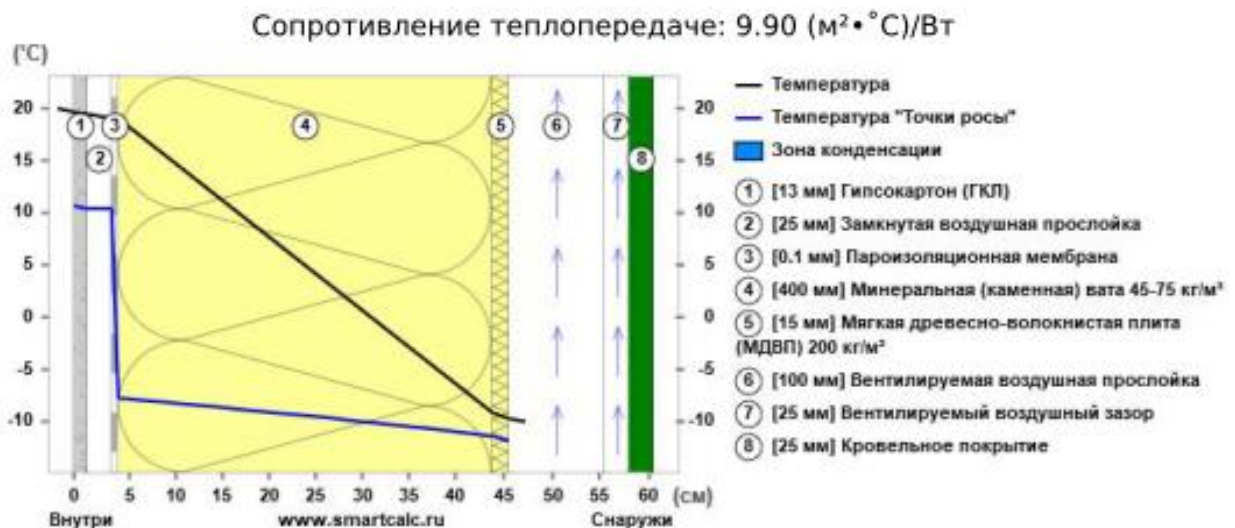 Сопротивление теплопередаче: 9.90 (м²•˚С)/Вт
(˚C)
20
15
10
5
0
-5
-10
1
2
3
4
5
6
7
8
20
15
10
5
0
-5
-10
0 5 10 15 20 25 30 35 40 45 50 55 60 (см)
Внутри www.smartcalc.ru Снаружи
Температура
Температура "Точки росы"
Зона конденсации
1 [13 мм] Гипсокартон (ГКЛ)
2 [25 мм] Замкнутая воздушная прослойка
3 [0.1 мм] Пароизоляционная мембрана
4 [400 мм] Минеральная (каменная) вата 45-75 кг/м³
5 [15 мм] Мягкая древесно-волокнистая плита
(МДВП) 200 кг/м³
6 [100 мм] Вентилируемая воздушная прослойка
7 [25 мм] Вентилируемый воздушный зазор
8 [25 мм] Кровельное покрытие